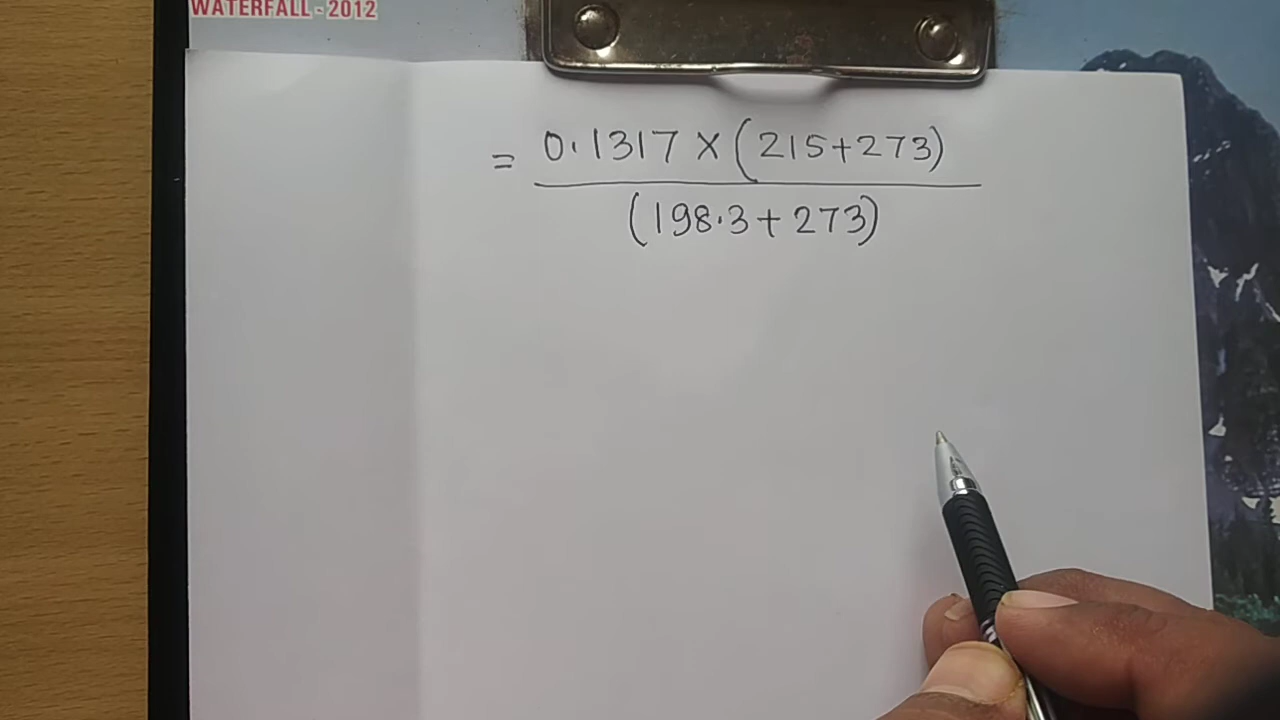 WATERFALL - 2012
= 0.1317 × (215+273)
(198.3+273)